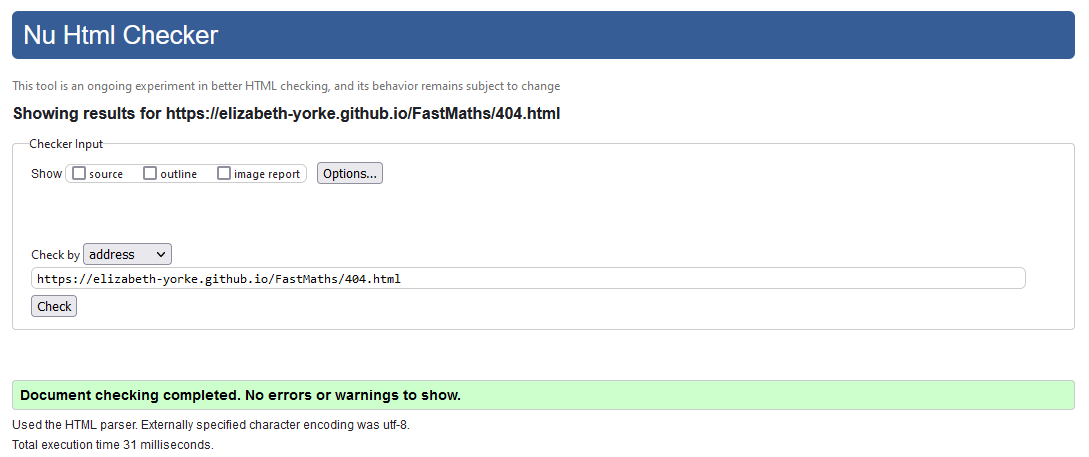 Nu Html Checker
This tool is an ongoing experiment in better HTML checking, and its behavior remains subject to change
Showing results for https://elizabeth-yorke.github.io/FastMaths/404.html
Checker Input
Show source outline image report Options...
Check by address
https://elizabeth-yorke.github.io/FastMaths/404.html
Check
Document checking completed. No errors or warnings to show.
Used the HTML parser. Externally specified character encoding was utf-8.
Total execution time 31 milliseconds.